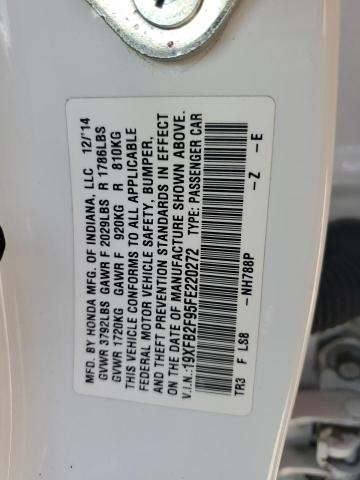 MFD. BY HONDA MFG. OF INDIANA, LLC 12/'14
GVWR 3792LBS GAWR F 2029LBS R 1786LBS
GVWR 1720KG GAWR F 920KG R 810KG
THIS VEHICLE CONFORMS TO ALL APPLICABLE
FEDERAL MOTOR VEHICLE SAFETY, BUMPER,
AND THEFT PREVENTION STANDARDS IN EFFECT
ON THE DATE OF MANUFACTURE SHOWN ABOVE.
V.I.N.: 19XFB2F95FE220272 TYPE: PASSENGER CAR
TR3 F LS8 -NH788P -Z -E